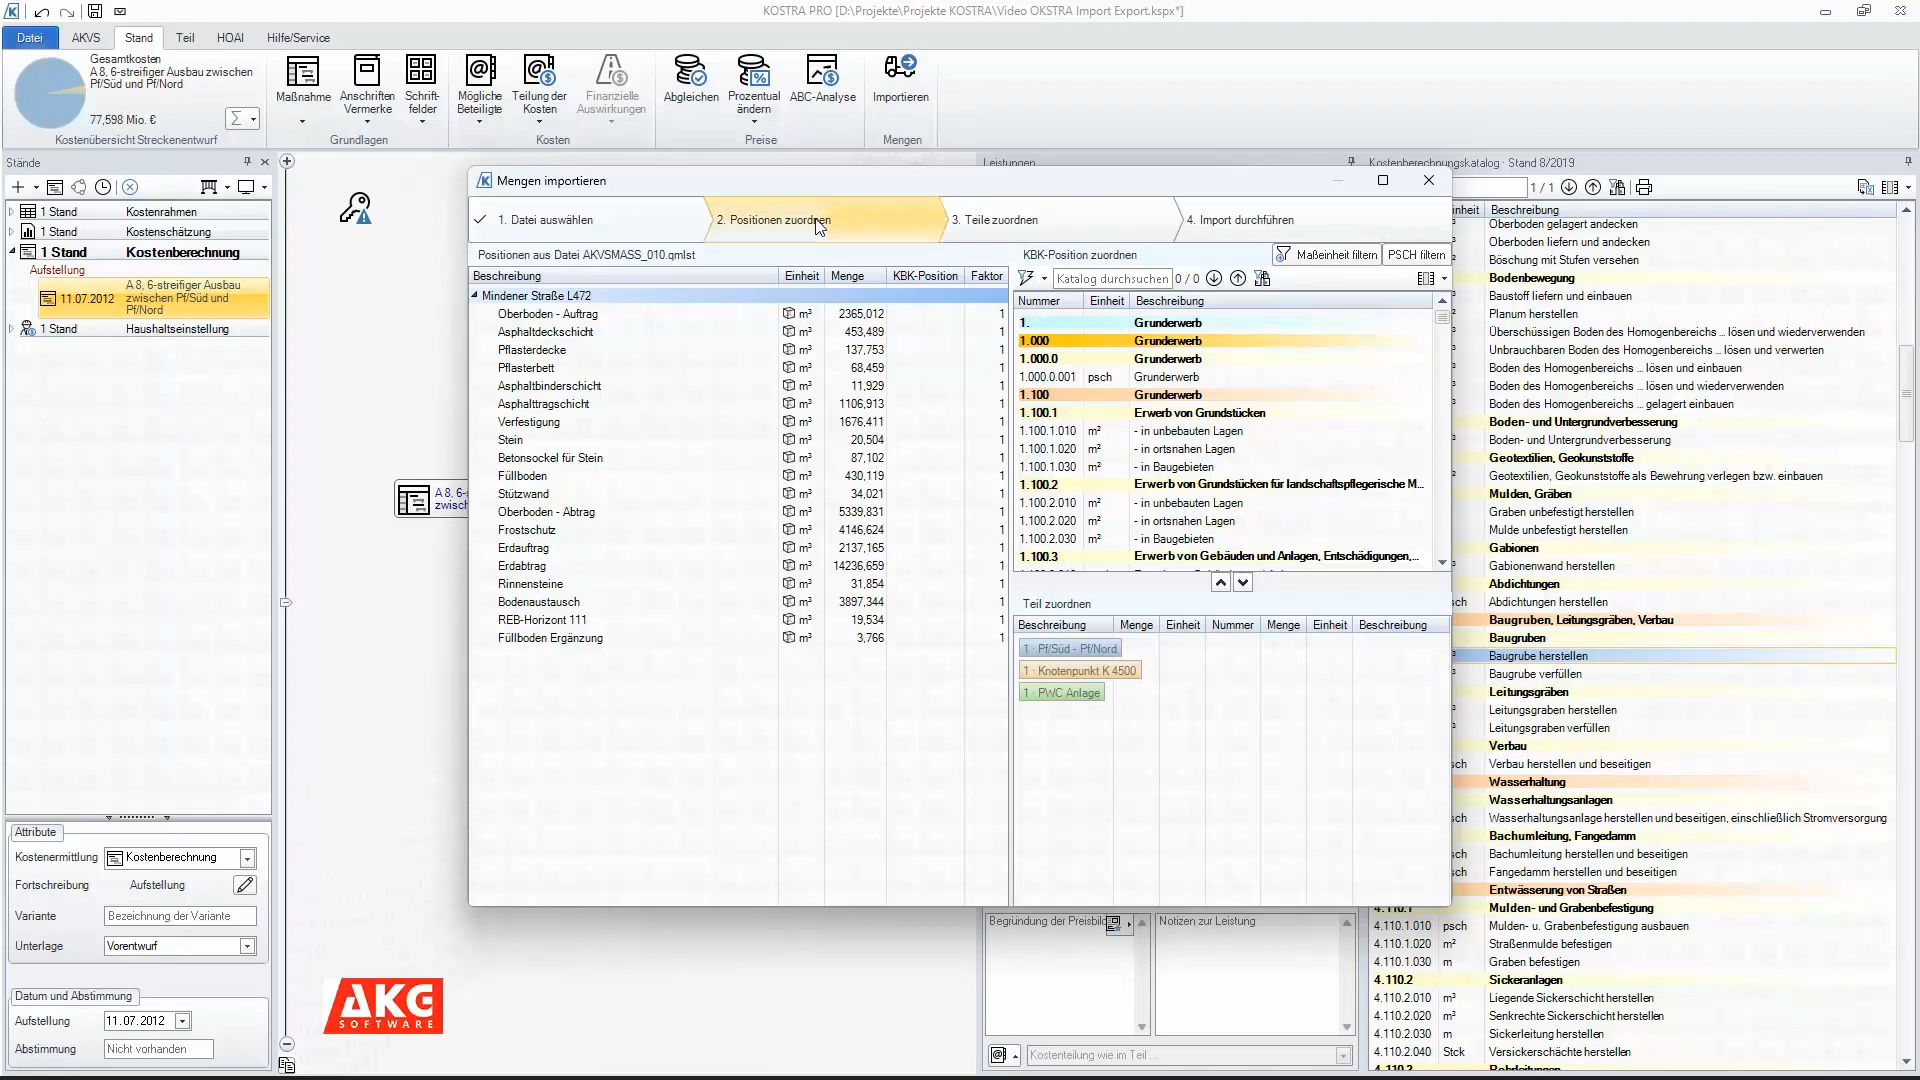 KOSTRA PRO [D:\Projekte\Projekte KOSTRA\Video OKSTRA Import Export.kspx*]
Datei
AKVS
Stand
Teil
HOAI
Hilfe/Service
Gesamtkosten
A 8, 6-streifiger Ausbau zwischen
Pf/Süd und Pf/Nord
77,598 Mio. €
Kostenübersicht Streckenentwurf
Maßnahme
Anschriften
Vermerke
Schrift-
felder
Grundlagen
Mögliche
Beteiligte
Teilung der
Kosten
Finanzielle
Auswirkungen
Kosten
Abgleichen
Prozentual
ändern
ABC-Analyse
Preise
Importieren
Mengen
Stände
1 Stand Kostenrahmen
1 Stand Kostenschätzung
1 Stand Kostenberechnung
Aufstellung
11.07.2012
A 8, 6-streifiger Ausbau
zwischen Pf/Süd und
Pf/Nord
1 Stand Haushaltseinstellung
Attribute
Kostenermittlung Kostenberechnung
Fortschreibung Aufstellung
Variante Bezeichnung der Variante
Unterlage Vorentwurf
Datum und Abstimmung
Aufstellung 11.07.2012
Abstimmung Nicht vorhanden
A 8, 6-s
zwisch
AKG
SOFTWARE
Leistungen
Mengen importieren
1. Datei auswählen
2. Positionen zuordnen
3. Teile zuordnen
4. Import durchführen
Positionen aus Datei AKVSMASS_010.qmlst
Beschreibung Einheit Menge KBK-Position Faktor
Mindener Straße L472
Oberboden - Auftrag m³ 2365,012 1
Asphaltdeckschicht m³ 453,489 1
Pflasterdecke m³ 137,753 1
Pflasterbett m³ 68,459 1
Asphaltbinderschicht m³ 11,929 1
Asphalttragschicht m³ 1106,913 1
Verfestigung m³ 1676,411 1
Stein m³ 20,504 1
Betonsockel für Stein m³ 87,102 1
Füllboden m³ 430,119 1
Stützwand m³ 34,021 1
Oberboden - Abtrag m³ 5339,831 1
Frostschutz m³ 4146,624 1
Erdauftrag m³ 2137,165 1
Erdabtrag m³ 14236,659 1
Rinnensteine m³ 31,854 1
Bodenaustausch m³ 3897,344 1
REB-Horizont 111 m³ 19,534 1
Füllboden Ergänzung m³ 3,766 1
KBK-Position zuordnen
Maßeinheit filtern
PSCH filtern
Katalog durchsuchen 0 / 0
Nummer Einheit Beschreibung
1. Grunderwerb
1.000 Grunderwerb
1.000.0 Grunderwerb
1.000.0.001 psch Grunderwerb
1.100 Grunderwerb
1.100.1 Erwerb von Grundstücken
1.100.1.010 m² - in unbebauten Lagen
1.100.1.020 m² - in ortsnahen Lagen
1.100.1.030 m² - in Baugebieten
1.100.2 Erwerb von Grundstücken für landschaftspflegerische M...
1.100.2.010 m² - in unbebauten Lagen
1.100.2.020 m² - in ortsnahen Lagen
1.100.2.030 m² - in Baugebieten
1.100.3 Erwerb von Gebäuden und Anlagen, Entschädigungen,...
Teil zuordnen
Beschreibung Menge Einheit Nummer Menge Einheit Beschreibung
1 · Pf/Süd - Pf/Nord
1 · Knotenpunkt K 4500
1 · PWC Anlage
Begründung der Preisbild
Notizen zur Leistung
Kostenteilung wie im Teil ...
Kostenberechnungskatalog · Stand 8/2019
1 / 1
inheit Beschreibung
Oberboden gelagert andecken
Oberboden liefern und andecken
Böschung mit Stufen versehen
Bodenbewegung
Baustoff liefern und einbauen
Planum herstellen
Überschüssigen Boden des Homogenbereichs ... lösen und wiederverwenden
Unbrauchbaren Boden des Homogenbereichs ... lösen und verwerten
Boden des Homogenbereichs ... lösen und einbauen
Boden des Homogenbereichs ... lösen und wiederverwenden
Boden des Homogenbereichs ... gelagert einbauen
Boden- und Untergrundverbesserung
Boden- und Untergrundverbesserung
Geotextilien, Geokunststoffe
Geotextilien, Geokunststoffe als Bewehrung verlegen bzw. einbauen
Mulden, Gräben
Graben unbefestigt herstellen
Mulde unbefestigt herstellen
Gabionen
Gabionenwand herstellen
Abdichtungen
sch Abdichtungen herstellen
Baugruben, Leitungsgräben, Verbau
Baugruben
Baugrube herstellen
Baugrube verfüllen
Leitungsgräben
Leitungsgraben herstellen
Leitungsgraben verfüllen
Verbau
sch Verbau herstellen und beseitigen
Wasserhaltung
Wasserhaltungsanlagen
sch Wasserhaltungsanlage herstellen und beseitigen, einschließlich Stromversorgung
Bachumleitung, Fangedamm
sch Bachumleitung herstellen und beseitigen
sch Fangedamm herstellen und beseitigen
Entwässerung von Straßen
4.110.1 Mulden- und Grabenbefestigung
4.110.1.010 psch Mulden- u. Grabenbefestigung ausbauen
4.110.1.020 m² Straßenmulde befestigen
4.110.1.030 m Graben befestigen
4.110.2 Sickeranlagen
4.110.2.010 m³ Liegende Sickerschicht herstellen
4.110.2.020 m³ Senkrechte Sickerschicht herstellen
4.110.2.030 m Sickerleitung herstellen
4.110.2.040 Stck Versickerschächte herstellen
4.110.3 Rohrleitungen